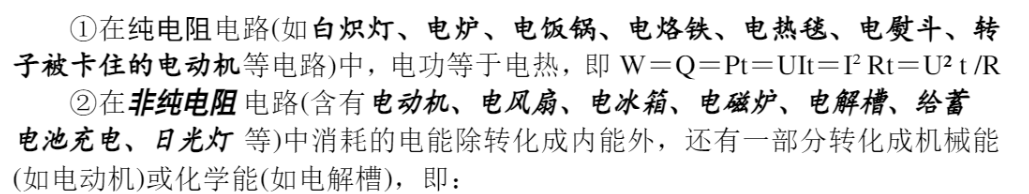 ①在纯电阻电路(如白炽灯、电炉、电饭锅、电烙铁、电热毯、电熨斗、转
子被卡住的电动机等电路)中，电功等于电热，即 W＝Q＝Pt＝UIt＝I² Rt＝U² t /R
②在非纯电阻 电路(含有电动机、电风扇、电冰箱、电磁炉、电解槽、给蓄
电池充电、日光灯 等)中消耗的电能除转化成内能外，还有一部分转化成机械能
(如电动机)或化学能(如电解槽)，即：